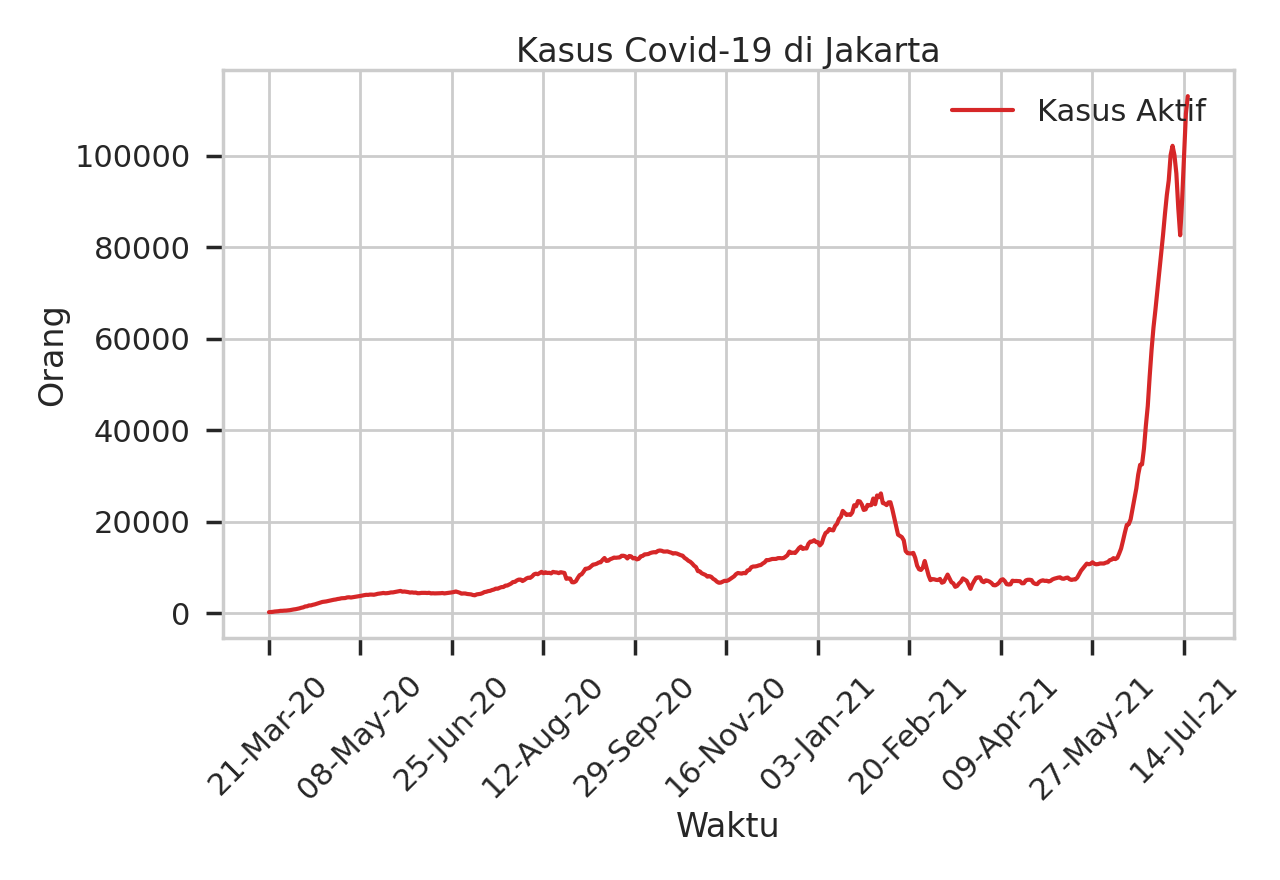 Kasus Covid-19 di Jakarta
Kasus Aktif
100000
80000
60000
40000
20000
0
Orang
21-Mar-20
08-May-20
25-Jun-20
12-Aug-20
29-Sep-20
16-Nov-20
03-Jan-21
20-Feb-21
09-Apr-21
27-May-21
14-Jul-21
Waktu